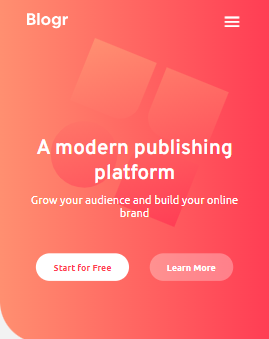 Blogr
A modern publishing
platform
Grow your audience and build your online
brand
Start for Free
Learn More